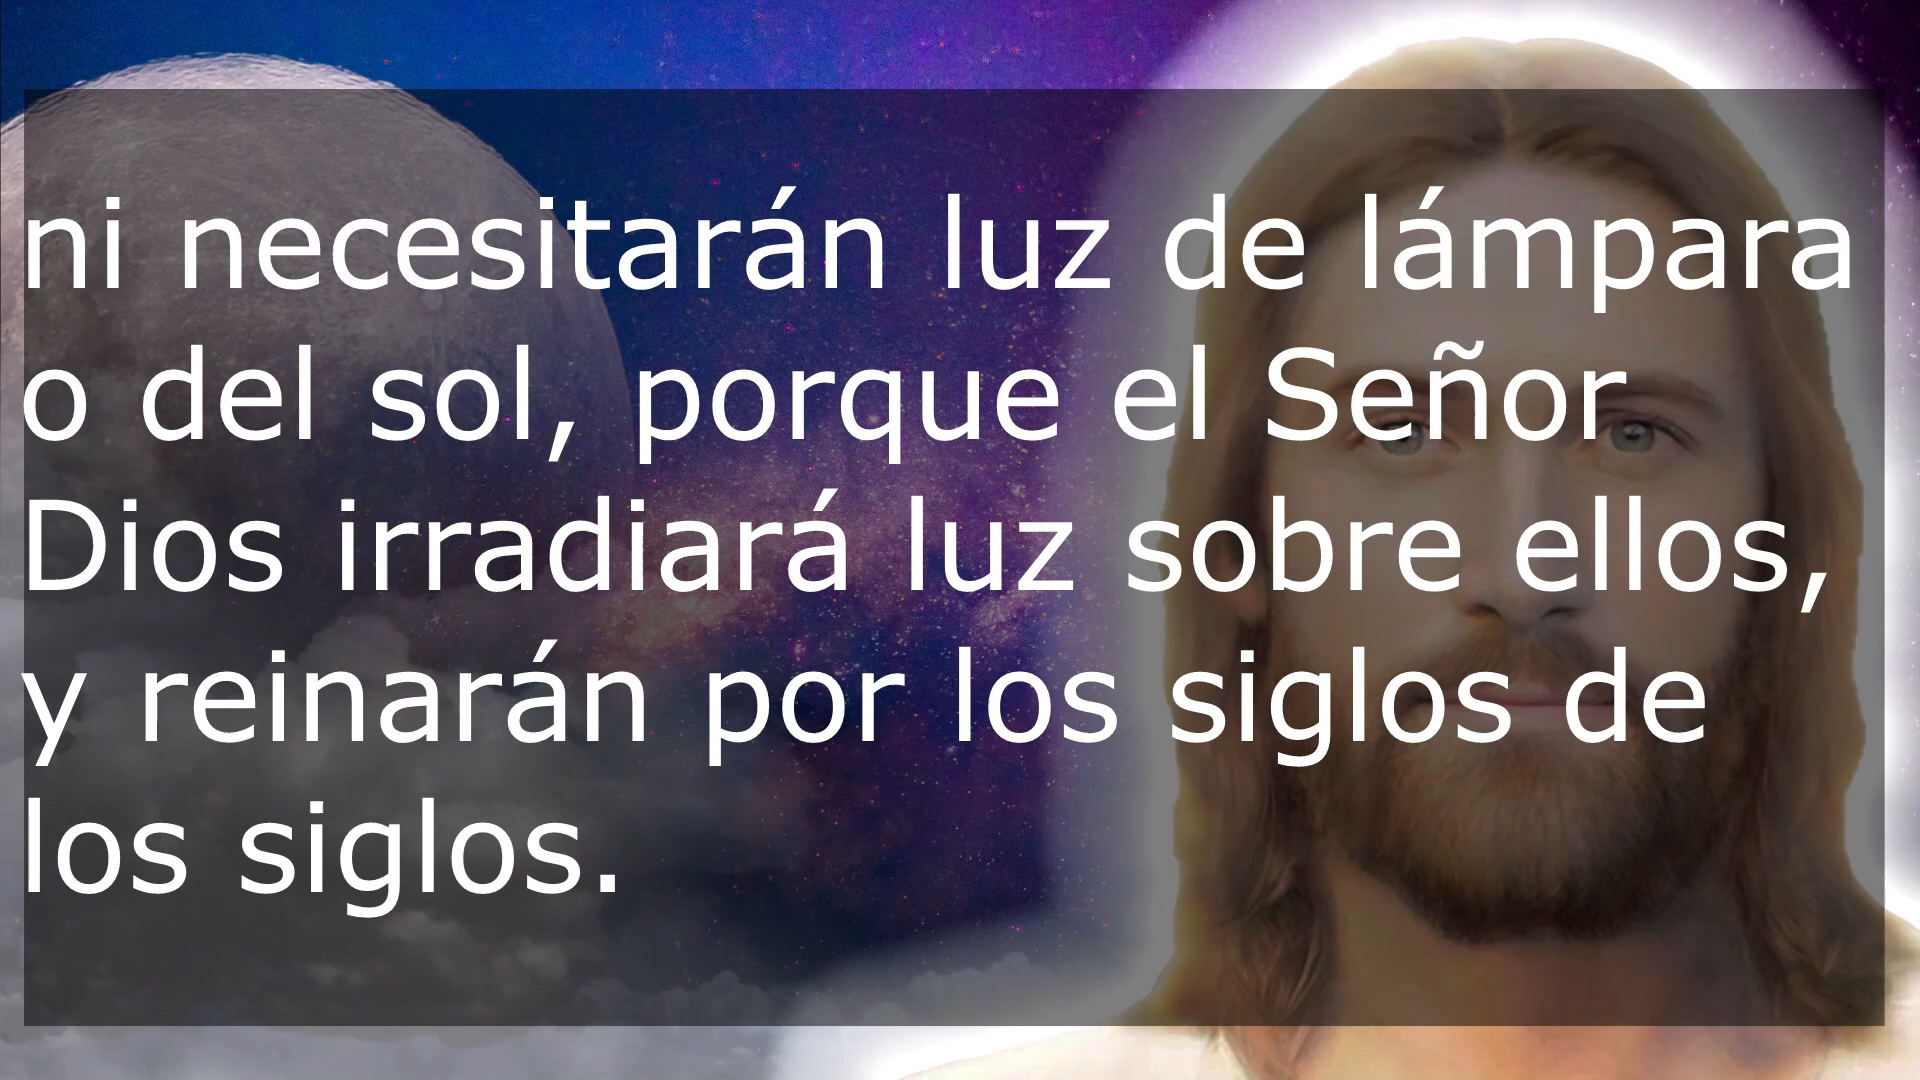 ni necesitarán luz de lámpara
o del sol, porque el Señor
Dios irradiará luz sobre ellos,
y reinarán por los siglos de
los siglos.